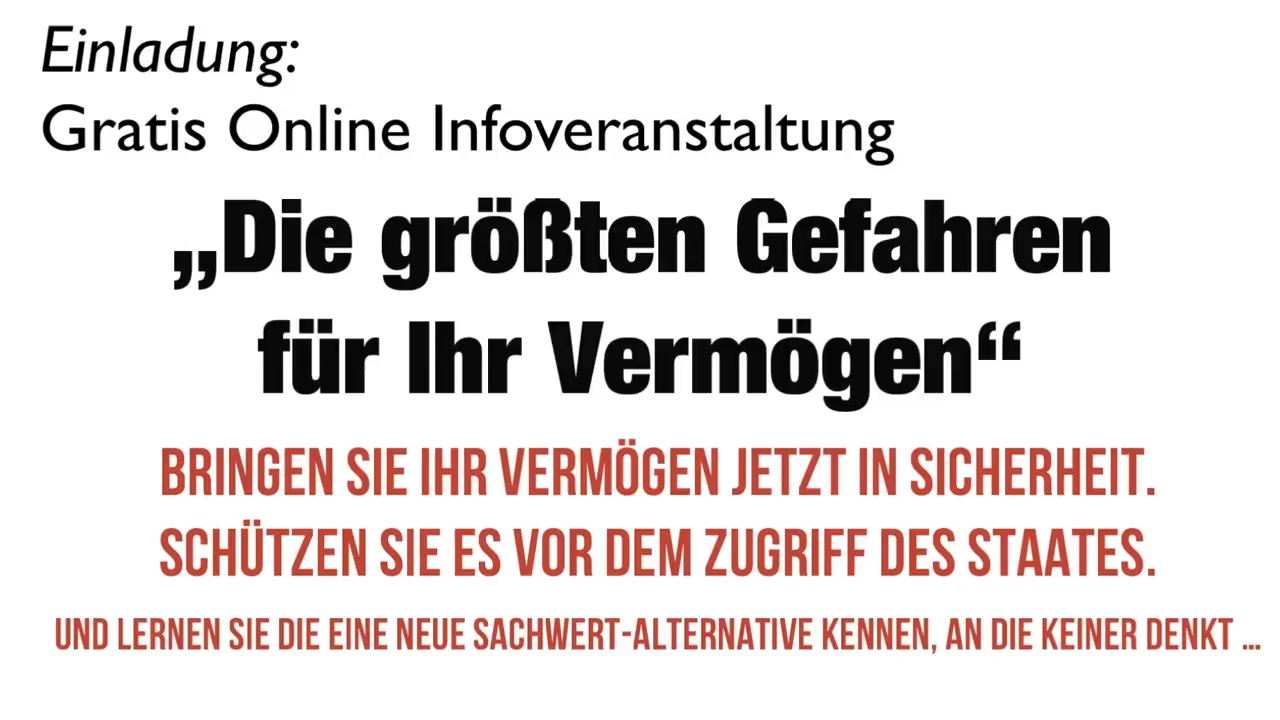 Einladung:
Gratis Online Infoveranstaltung
„Die größten Gefahren
für Ihr Vermögen“
BRINGEN SIE IHR VERMÖGEN JETZT IN SICHERHEIT.
SCHÜTZEN SIE ES VOR DEM ZUGRIFF DES STAATES.
UND LERNEN SIE DIE EINE NEUE SACHWERT-ALTERNATIVE KENNEN, AN DIE KEINER DENKT ...